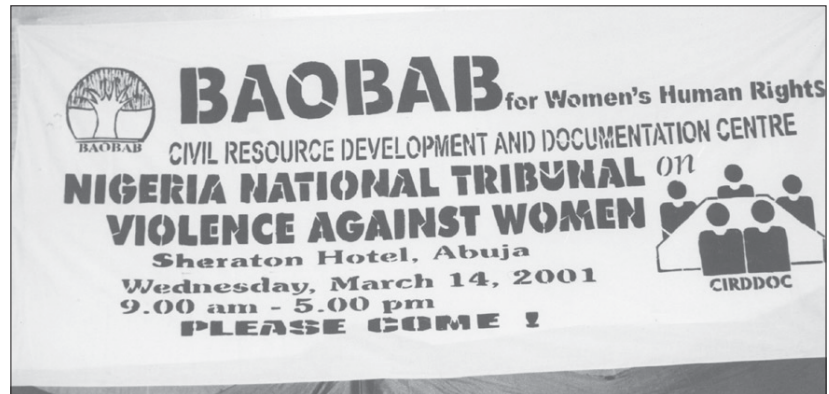 BAOBAB for Women's Human Rights
BAOBAB
CIVIL RESOURCE DEVELOPMENT AND DOCUMENTATION CENTRE
NIGERIA NATIONAL TRIBUNAL on
VIOLENCE AGAINST WOMEN
Sheraton Hotel, Abuja
Wednesday, March 14, 2001
9.00 am - 5.00 pm
PLEASE COME !
CIRDDOC